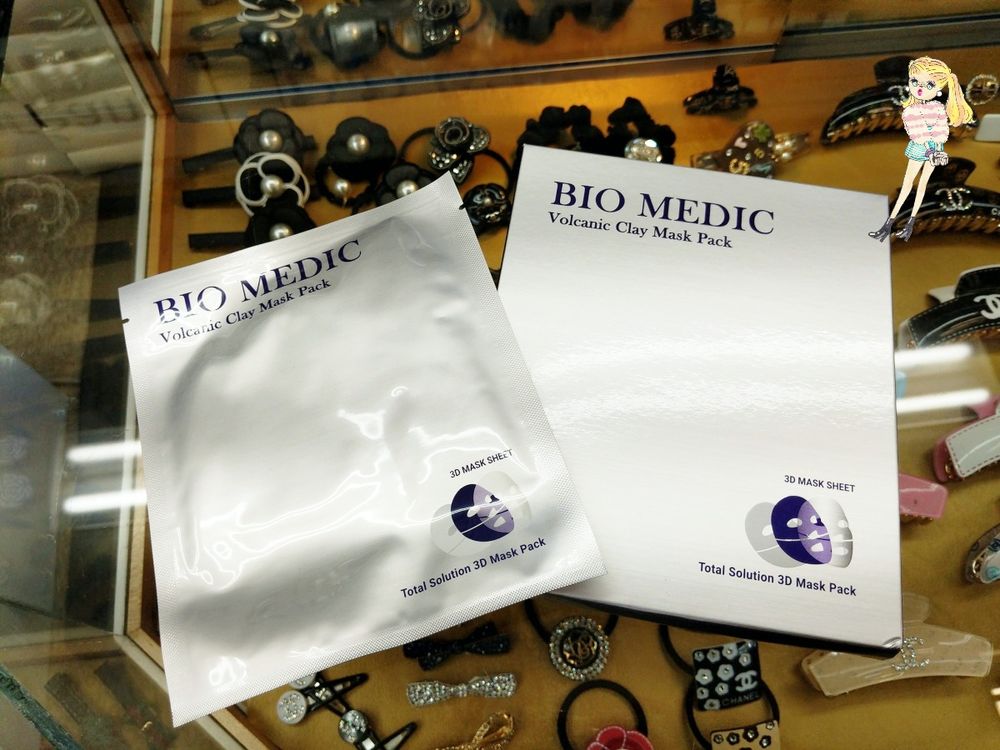 BIO MEDIC
Volcanic Clay Mask Pack
3D MASK SHEET
Total Solution 3D Mask Pack
BIO MEDIC
Volcanic Clay Mask Pack
3D MASK SHEET
Total Solution 3D Mask Pack
CHANEL